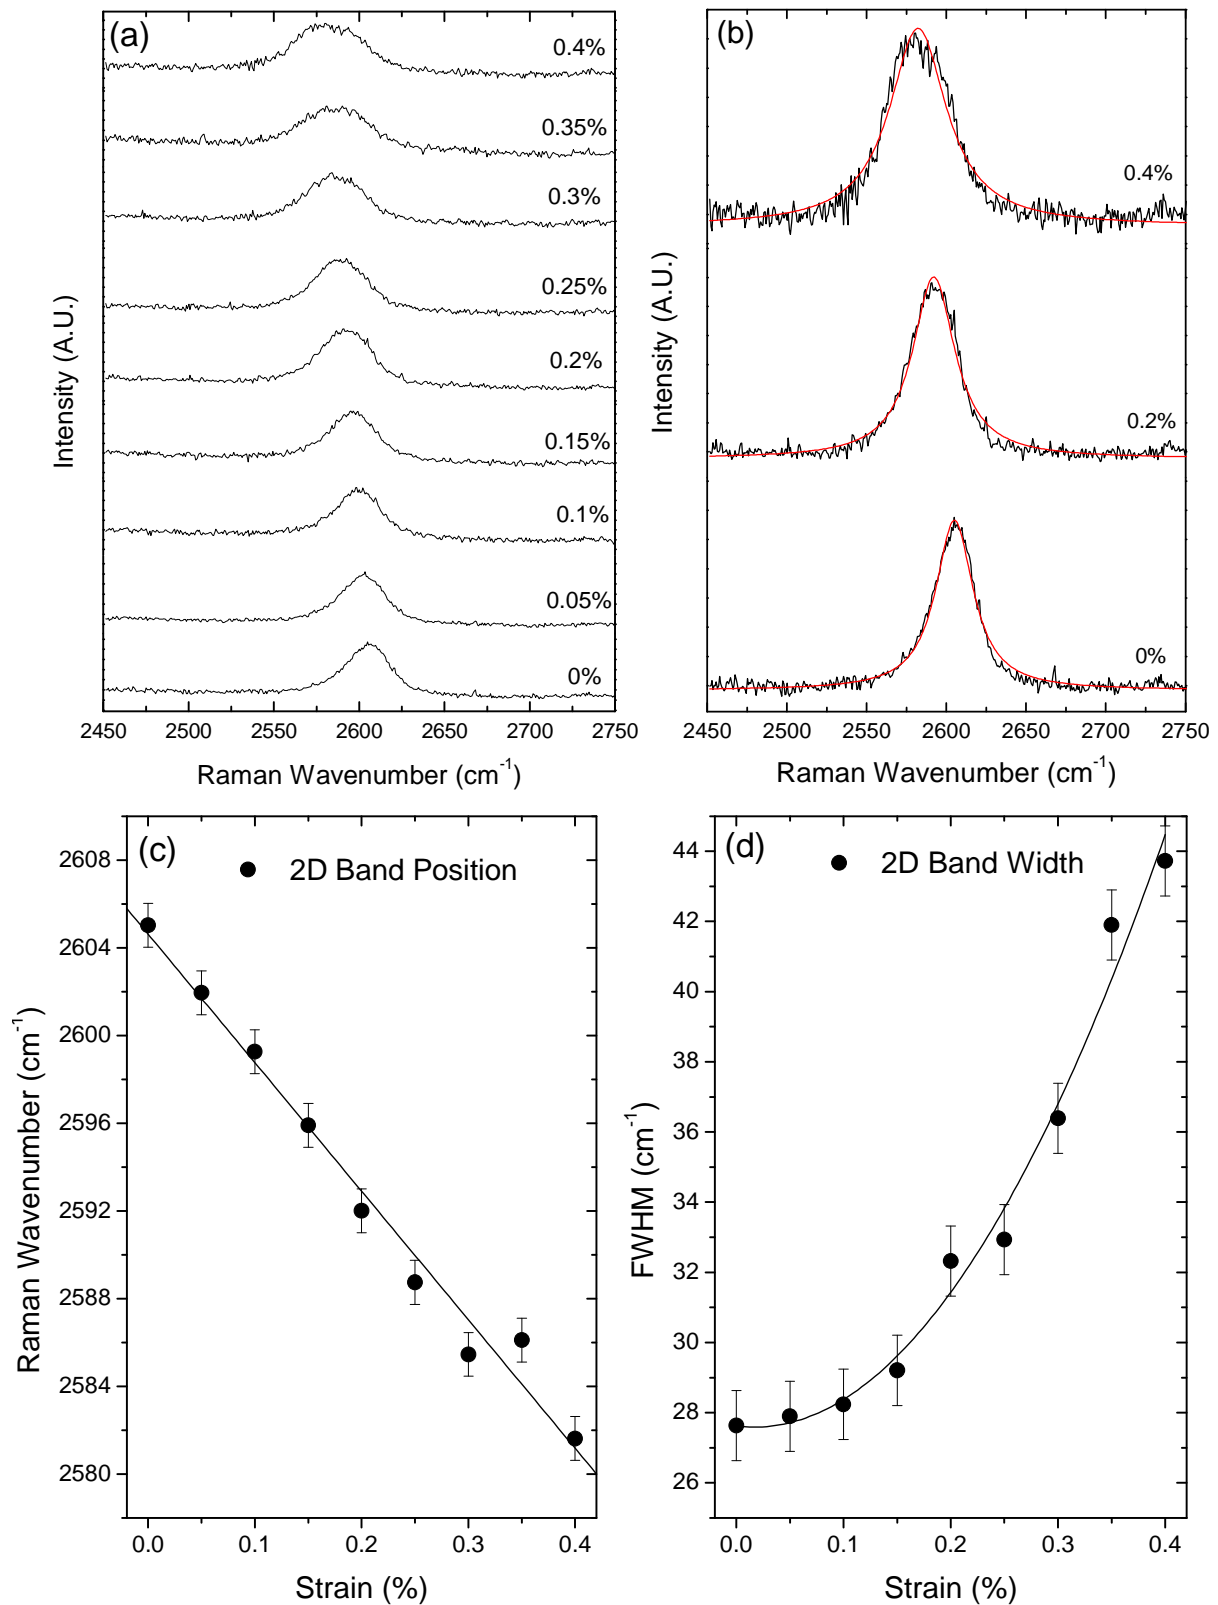 (a)
0.4%
0.35%
0.3%
0.25%
0.2%
0.15%
0.1%
0.05%
0%
Intensity (A.U.)
2450 2500 2550 2600 2650 2700 2750
Raman Wavenumber (cm⁻¹)
(b)
0.4%
0.2%
0%
Intensity (A.U.)
2450 2500 2550 2600 2650 2700 2750
Raman Wavenumber (cm⁻¹)
(c)
2D Band Position
2608
2604
2600
2596
2592
2588
2584
2580
Raman Wavenumber (cm⁻¹)
0.0 0.1 0.2 0.3 0.4
Strain (%)
(d)
2D Band Width
44
42
40
38
36
34
32
30
28
26
FWHM (cm⁻¹)
0.0 0.1 0.2 0.3 0.4
Strain (%)